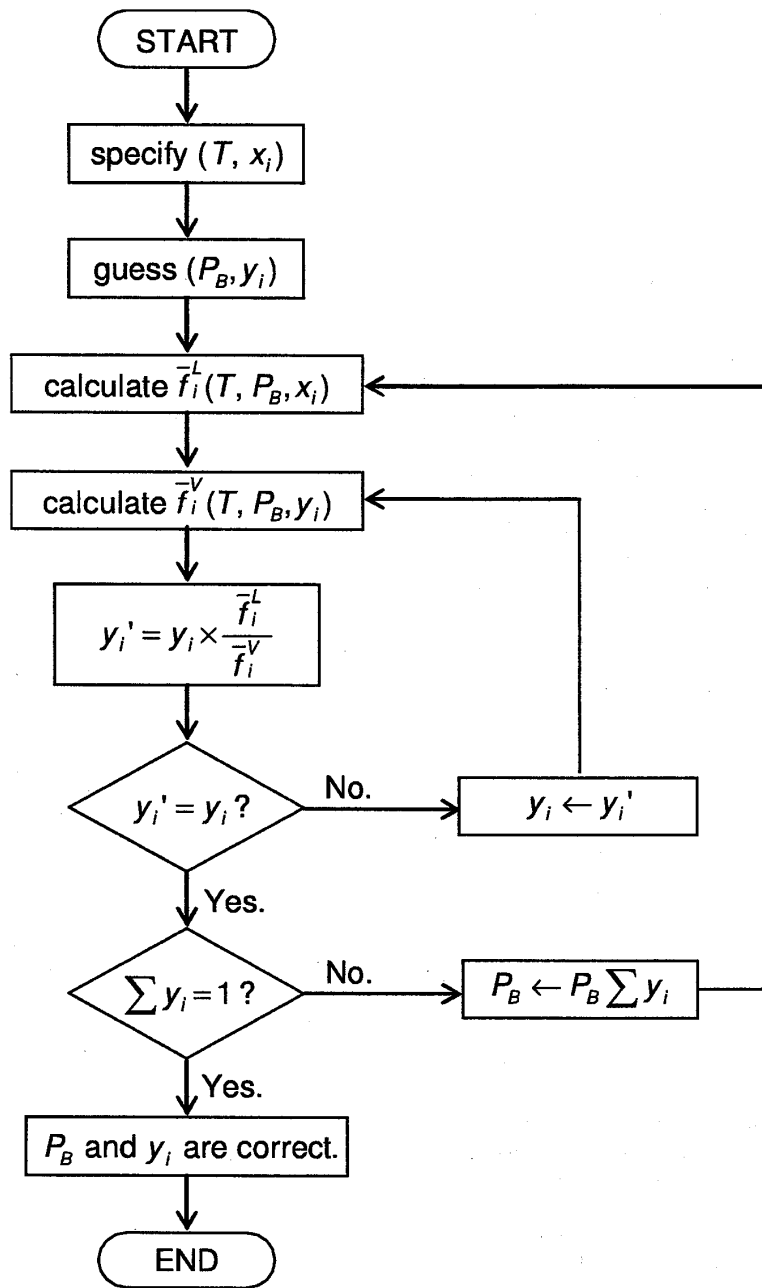 START
specify (T, x_i)
guess (P_B, y_i)
calculate f̄_i^L (T, P_B, x_i)
calculate f̄_i^V (T, P_B, y_i)
y_i' = y_i × f̄_i^L / f̄_i^V
y_i' = y_i ?
No.
y_i ← y_i'
Yes.
∑ y_i = 1 ?
No.
P_B ← P_B ∑ y_i
Yes.
P_B and y_i are correct.
END